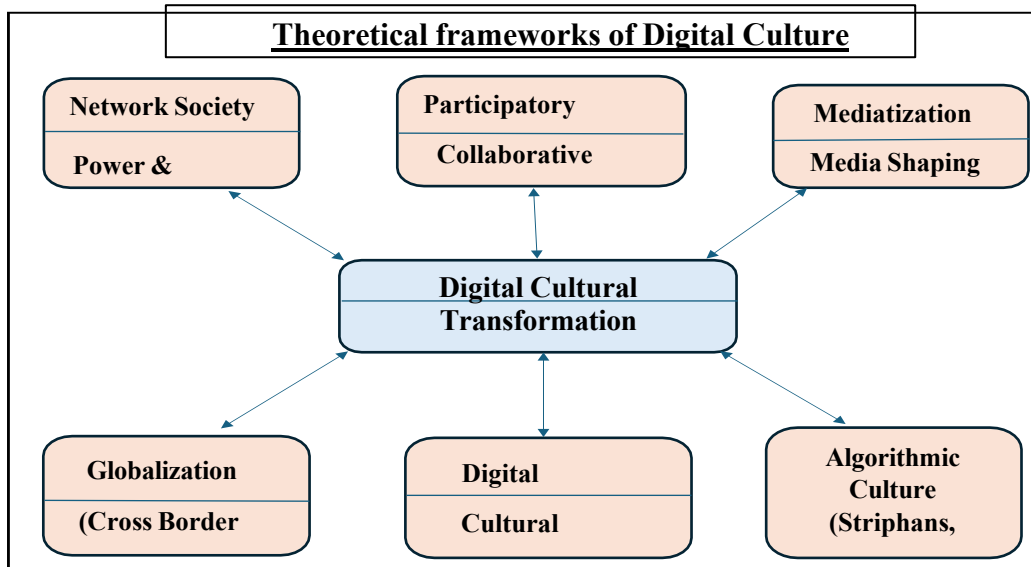 Theoretical frameworks of Digital Culture
Network Society
Power &
Participatory
Collaborative
Mediatization
Media Shaping
Digital Cultural
Transformation
Globalization
(Cross Border
Digital
Cultural
Algorithmic
Culture
(Striphans,